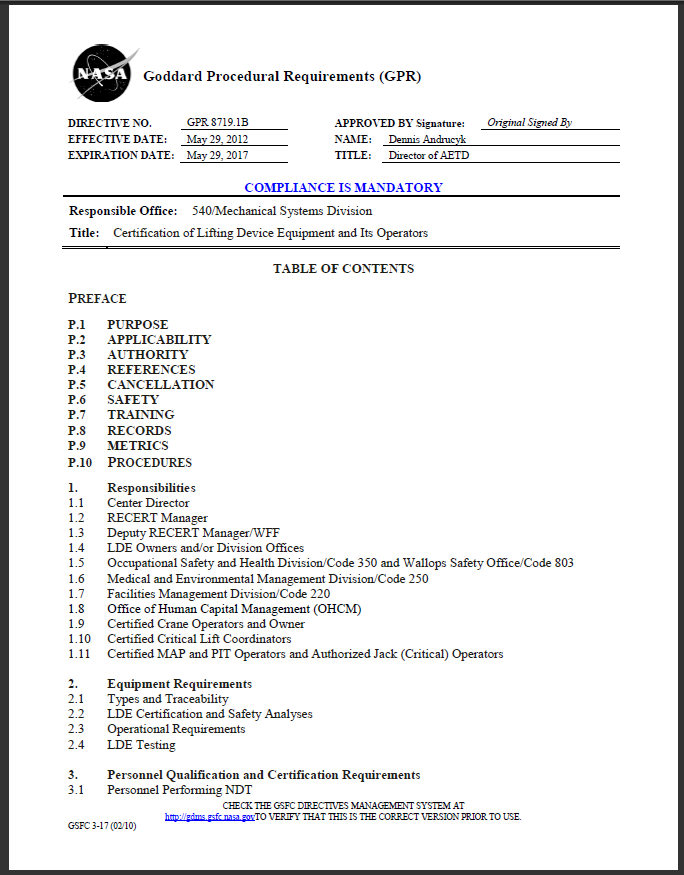 NASA
Goddard Procedural Requirements (GPR)
DIRECTIVE NO. GPR 8719.1B APPROVED BY Signature: Original Signed By
EFFECTIVE DATE: May 29, 2012 NAME: Dennis Andrucyk
EXPIRATION DATE: May 29, 2017 TITLE: Director of AETD
COMPLIANCE IS MANDATORY
Responsible Office: 540/Mechanical Systems Division
Title: Certification of Lifting Device Equipment and Its Operators
TABLE OF CONTENTS
PREFACE
P.1 PURPOSE
P.2 APPLICABILITY
P.3 AUTHORITY
P.4 REFERENCES
P.5 CANCELLATION
P.6 SAFETY
P.7 TRAINING
P.8 RECORDS
P.9 METRICS
P.10 PROCEDURES
1. Responsibilities
1.1 Center Director
1.2 RECERT Manager
1.3 Deputy RECERT Manager/WFF
1.4 LDE Owners and/or Division Offices
1.5 Occupational Safety and Health Division/Code 350 and Wallops Safety Office/Code 803
1.6 Medical and Environmental Management Division/Code 250
1.7 Facilities Management Division/Code 220
1.8 Office of Human Capital Management (OHCM)
1.9 Certified Crane Operators and Owner
1.10 Certified Critical Lift Coordinators
1.11 Certified MAP and PIT Operators and Authorized Jack (Critical) Operators
2. Equipment Requirements
2.1 Types and Traceability
2.2 LDE Certification and Safety Analyses
2.3 Operational Requirements
2.4 LDE Testing
3. Personnel Qualification and Certification Requirements
3.1 Personnel Performing NDT
CHECK THE GSFC DIRECTIVES MANAGEMENT SYSTEM AT
http://gdms.gsfc.nasa.govTO VERIFY THAT THIS IS THE CORRECT VERSION PRIOR TO USE.
GSFC 3-17 (02/10)